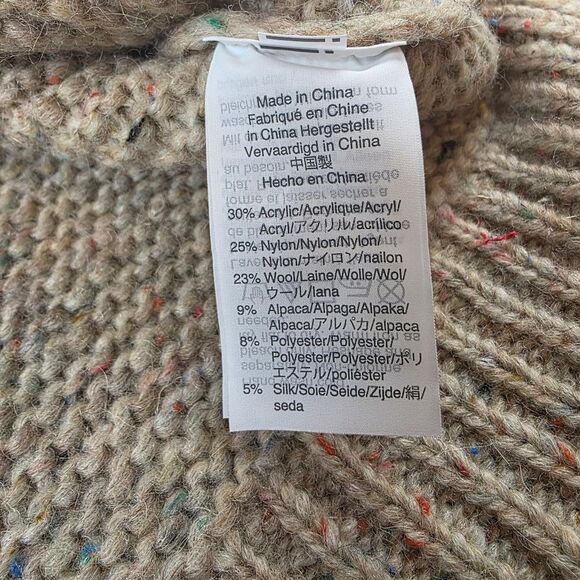 Made in China
Fabriqué en Chine
in China Hergestellt
Vervaardigd in China
中国製
Hecho en China
30% Acrylic/Acrylique/Acryl/
Acryl/アクリル/acrílico
25% Nylon/Nylon/Nylon/
Nylon/ナイロン/nailon
23% Wool/Laine/Wolle/Wol/
ウール/lana
9% Alpaca/Alpaga/Alpaka/
Alpaca/アルパカ/alpaca
8% Polyester/Polyester/
Polyester/Polyester/ポリ
エステル/poliéster
5% Silk/Soie/Seide/Zijde/絹/
seda